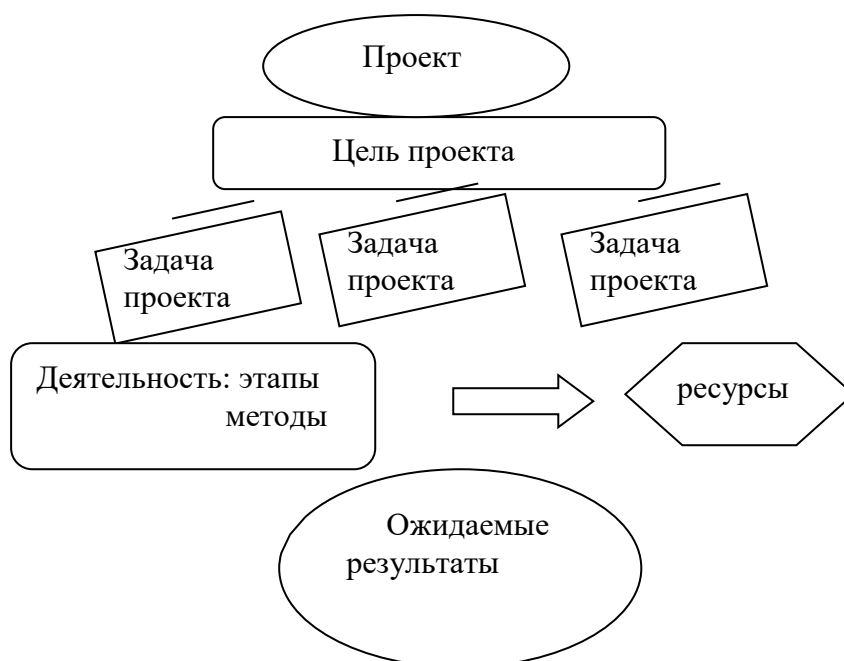 Проект
Цель проекта
Задача
проекта
Задача
проекта
Задача
проекта
Деятельность: этапы
методы
ресурсы
Ожидаемые
результаты